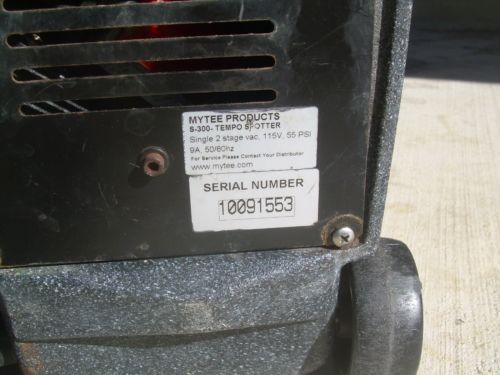 MYTEE PRODUCTS
S-300- TEMPO SPOTTER
Single 2 stage vac, 115V, 55 PSI
9A, 50/60hz
For Service Please Contact Your Distributor
www.mytee.com
SERIAL NUMBER
10091553